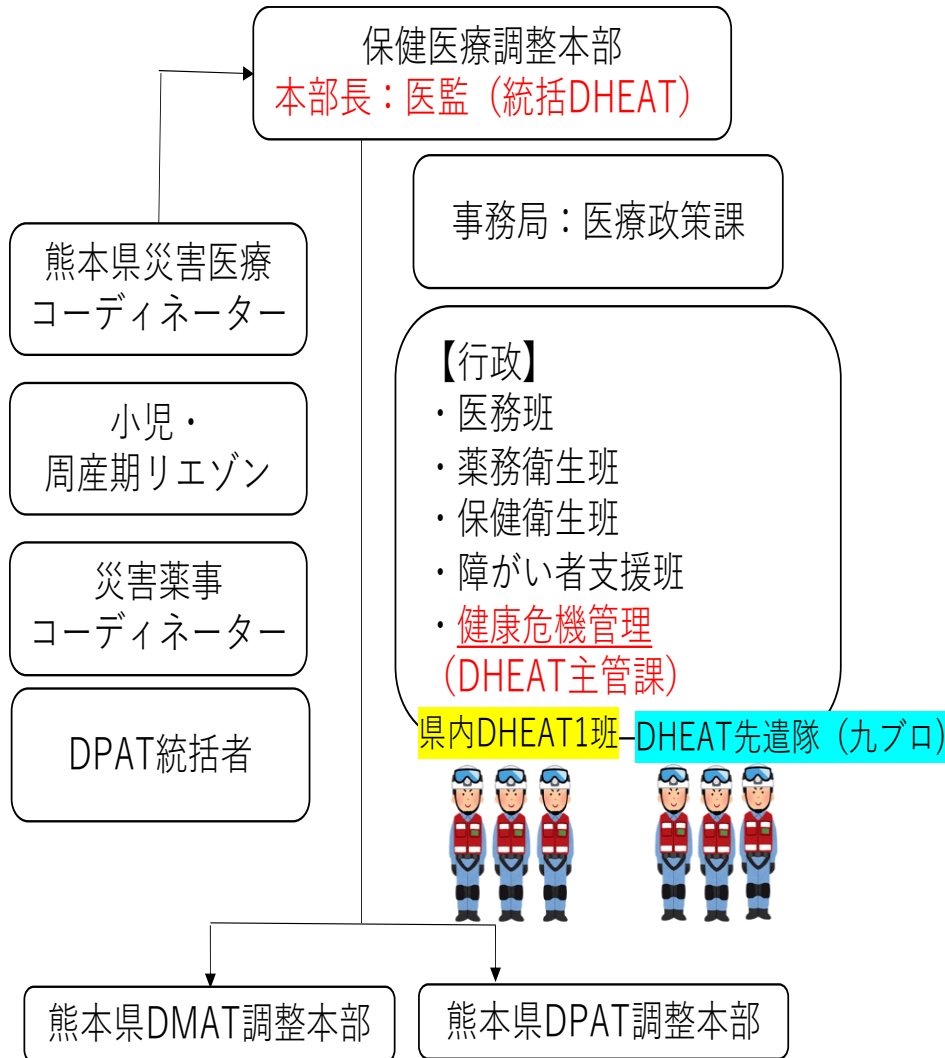 保健医療調整本部
本部長：医監（統括DHEAT）
事務局：医療政策課
熊本県災害医療
コーディネーター
小児・
周産期リエゾン
災害薬事
コーディネーター
DPAT統括者
【行政】
・医務班
・薬務衛生班
・保健衛生班
・障がい者支援班
・健康危機管理
（DHEAT主管課）
県内DHEAT1班
DHEAT先遣隊（九ブロ）
熊本県DMAT調整本部
熊本県DPAT調整本部